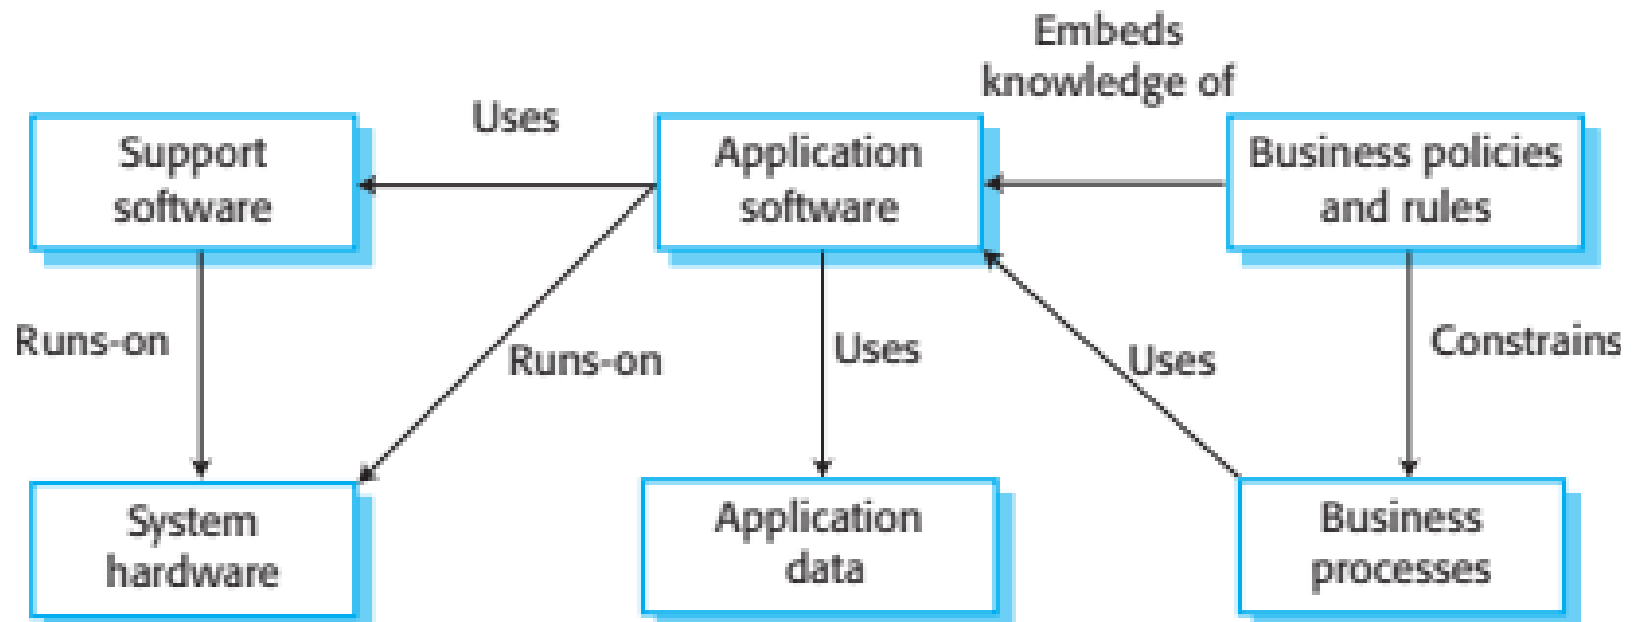 Embeds
knowledge of
Uses
Support
software
Application
software
Business policies
and rules
Runs-on
Runs-on
Uses
Uses
Constrains
System
hardware
Application
data
Business
processes